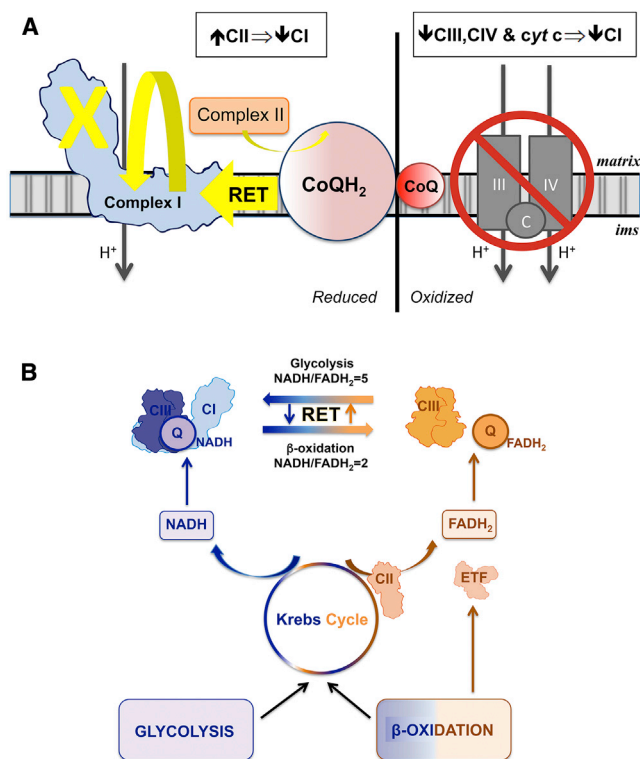 A
⬆CII⇒⬇CI
⬇CIII,CIV & cyt c⇒⬇CI
X
Complex II
Complex I
RET
CoQH₂
CoQ
III
IV
C
matrix
ims
H⁺
H⁺
H⁺
Reduced
Oxidized
B
Glycolysis
NADH/FADH₂=5
RET
β-oxidation
NADH/FADH₂=2
CIII
CI
Q
NADH
CIII
Q
FADH₂
NADH
FADH₂
CII
ETF
Krebs Cycle
GLYCOLYSIS
β-OXIDATION